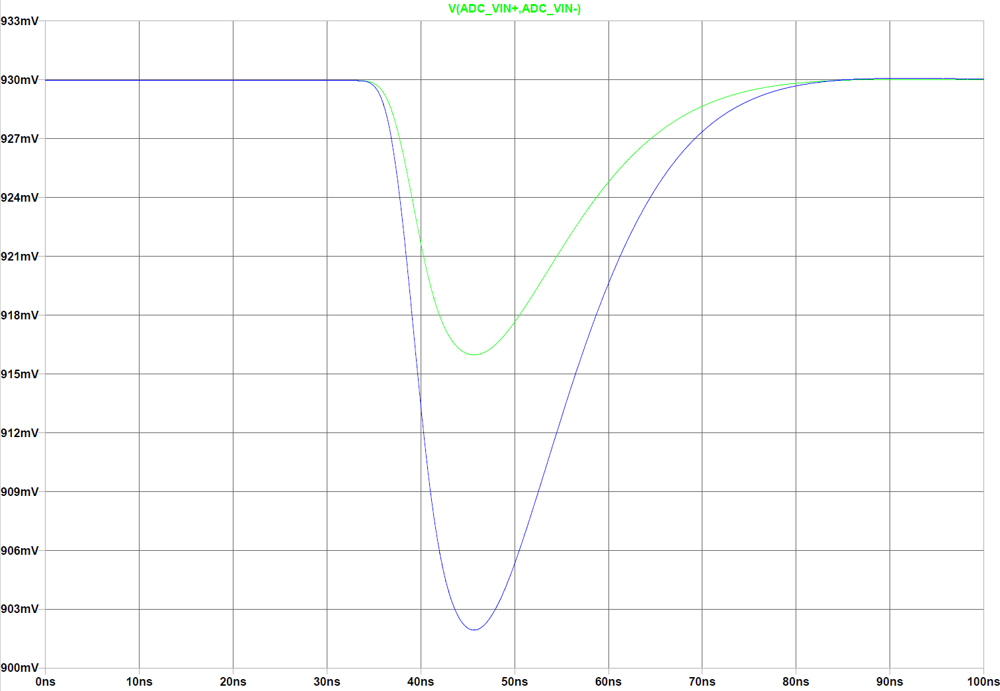 V(ADC_VIN+,ADC_VIN-)
933mV
930mV
927mV
924mV
921mV
918mV
915mV
912mV
909mV
906mV
903mV
900mV
0ns 10ns 20ns 30ns 40ns 50ns 60ns 70ns 80ns 90ns 100ns